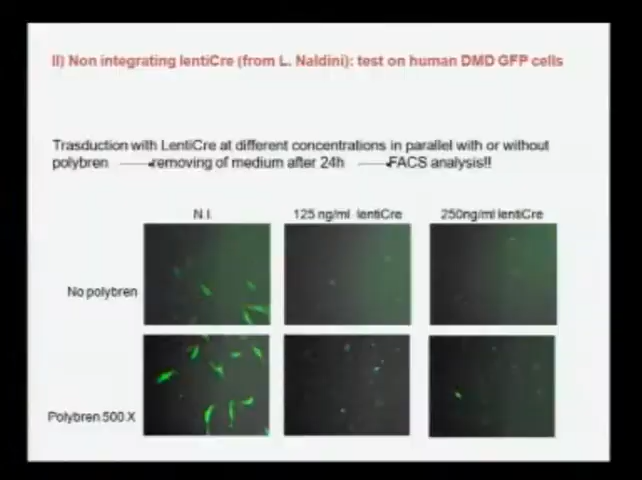 II) Non integrating lentiCre (from L. Naldini): test on human DMD GFP cells
Trasduction with LentiCre at different concentrations in parallel with or without
polybren removing of medium after 24h FACS analysis!!
N.I. 125 ng/ml lentiCre 250ng/ml lentiCre
No polybren
Polybren 500 X